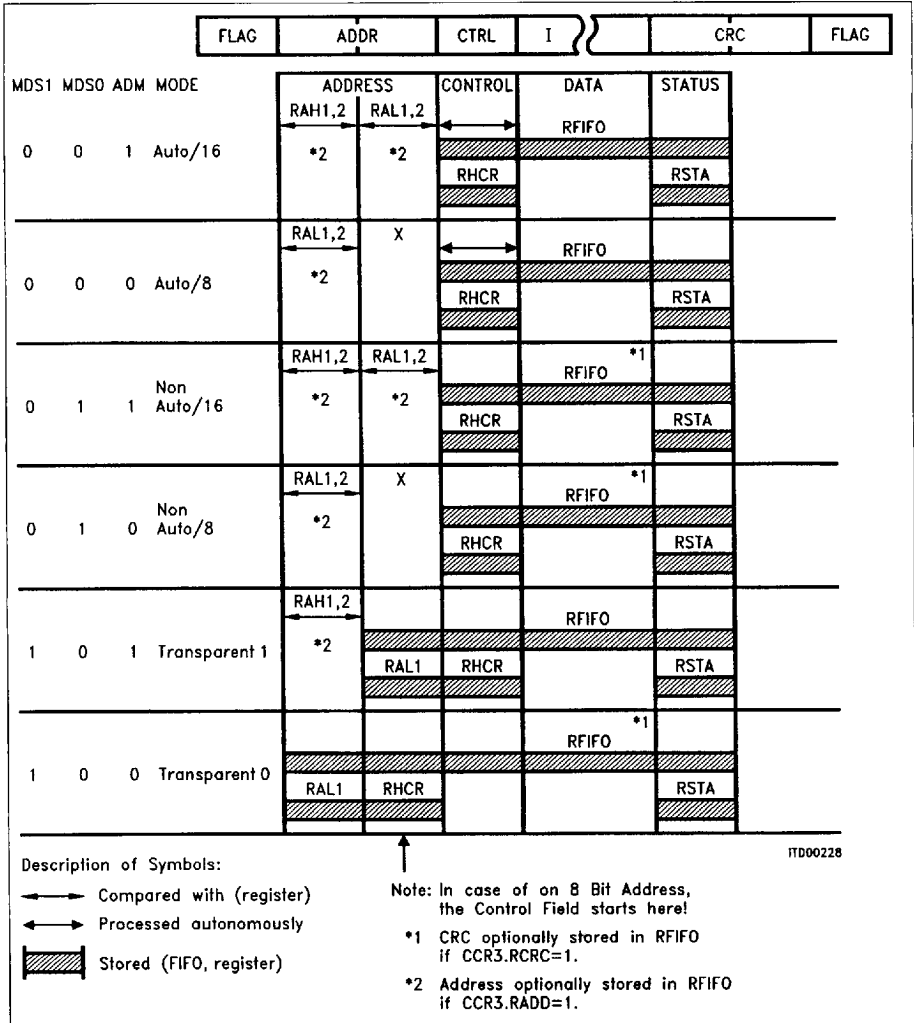 FLAG ADDR CTRL I CRC FLAG
MDS1 MDS0 ADM MODE ADDRESS CONTROL DATA STATUS
RAH1,2 RAL1,2 RFIFO
0 0 1 Auto/16 *2 *2
RHCR RSTA
RAL1,2 X RFIFO
0 0 0 Auto/8 *2
RHCR RSTA
RAH1,2 RAL1,2 *1
RFIFO
0 1 1 Non Auto/16 *2 *2
RHCR RSTA
RAL1,2 X *1
RFIFO
0 1 0 Non Auto/8 *2
RHCR RSTA
RAH1,2 RFIFO
1 0 1 Transparent 1 *2
RAL1 RHCR RSTA
*1
RFIFO
1 0 0 Transparent 0
RAL1 RHCR RSTA
ITD00228
Description of Symbols:
Compared with (register)
Processed autonomously
Stored (FIFO, register)
Note: In case of on 8 Bit Address,
the Control Field starts here!
*1 CRC optionally stored in RFIFO
if CCR3.RCRC=1.
*2 Address optionally stored in RFIFO
if CCR3.RADD=1.